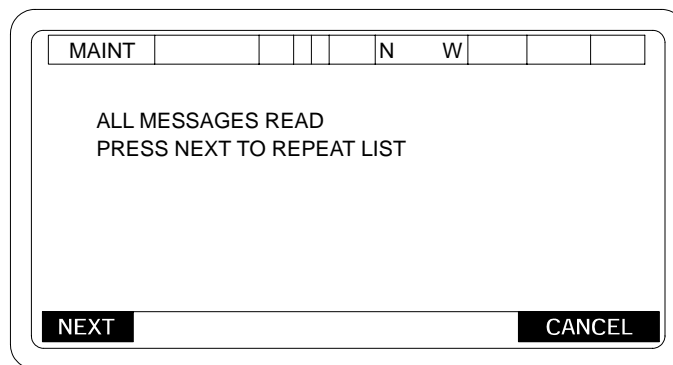 MAINT N W
ALL MESSAGES READ
PRESS NEXT TO REPEAT LIST
NEXT CANCEL